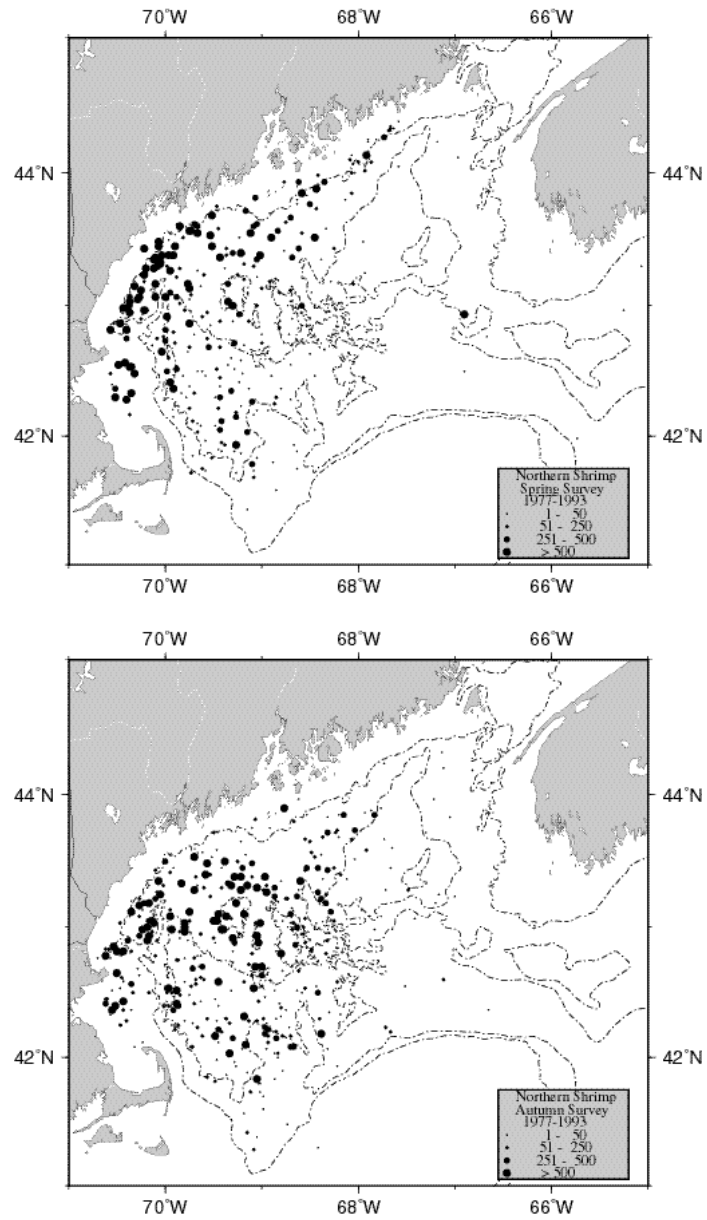 70°W 68°W 66°W
44°N 44°N
42°N 42°N
Northern Shrimp
Spring Survey
1977-1993
1 - 50
51 - 250
251 - 500
> 500
70°W 68°W 66°W
70°W 68°W 66°W
44°N 44°N
42°N 42°N
Northern Shrimp
Autumn Survey
1977-1993
1 - 50
51 - 250
251 - 500
> 500
70°W 68°W 66°W